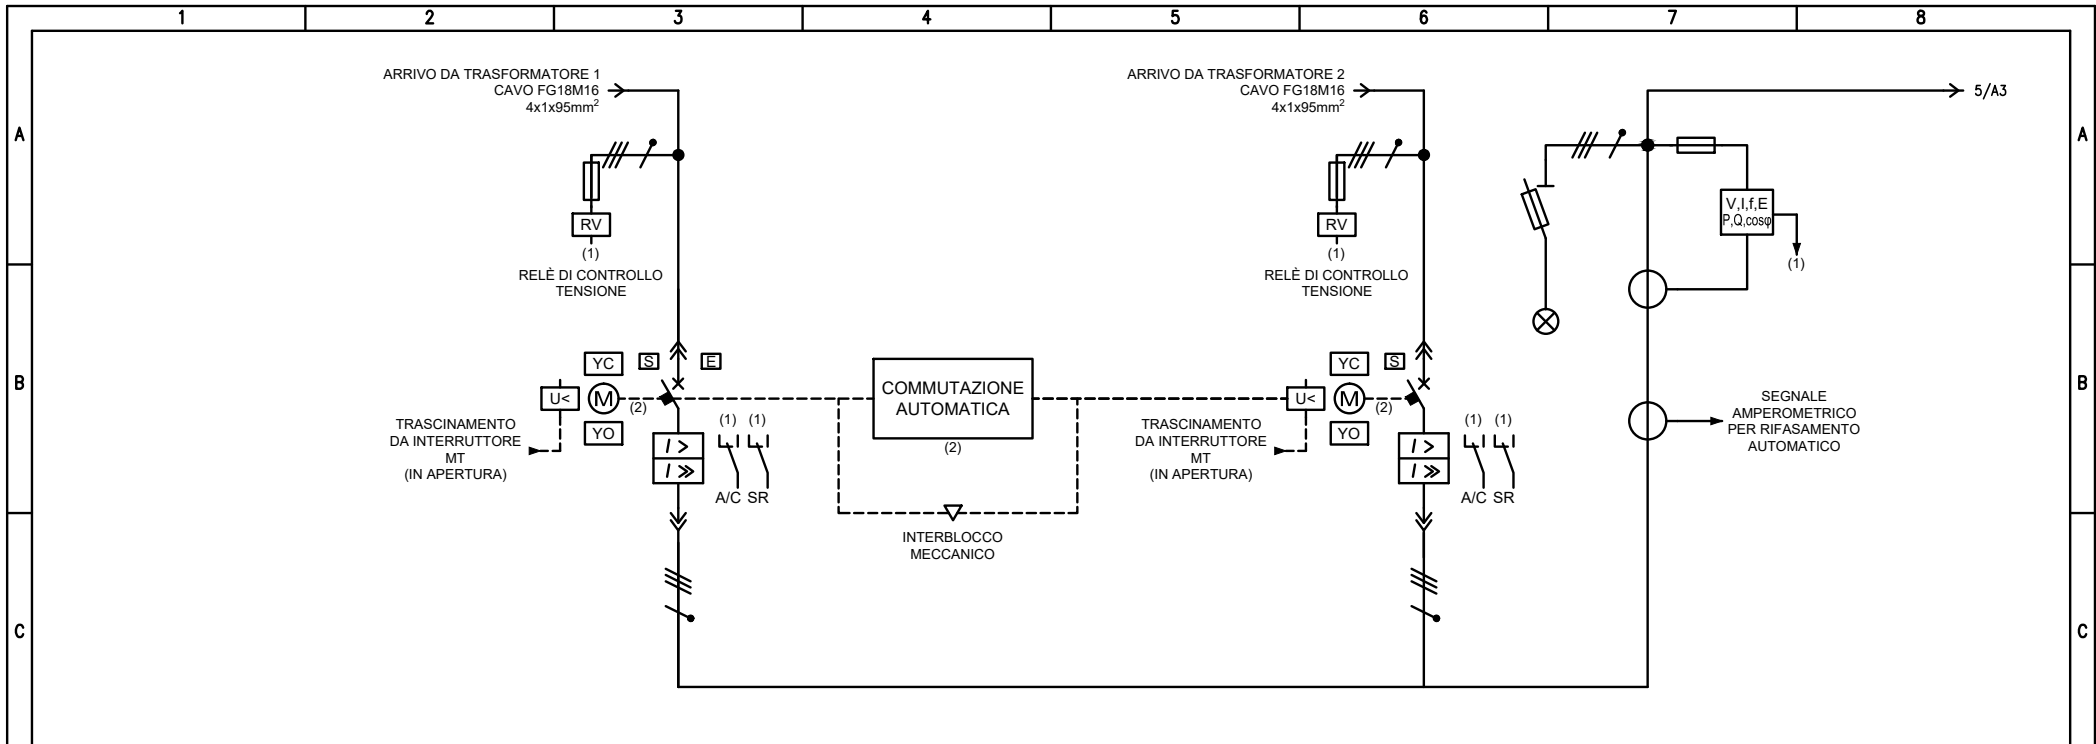 1 2 3 4 5 6 7 8
A
B
C
A
B
C
ARRIVO DA TRASFORMATORE 1
CAVO FG18M16
4x1x95mm²
RV
(1)
RELÈ DI CONTROLLO
TENSIONE
YC
S
E
U<
M
(2)
YO
TRASCINAMENTO
DA INTERRUTTORE
MT
(IN APERTURA)
I >
I >>
(1) (1)
A/C SR
COMMUTAZIONE
AUTOMATICA
(2)
INTERBLOCCO
MECCANICO
ARRIVO DA TRASFORMATORE 2
CAVO FG18M16
4x1x95mm²
RV
(1)
RELÈ DI CONTROLLO
TENSIONE
YC
S
U<
M
(2)
YO
TRASCINAMENTO
DA INTERRUTTORE
MT
(IN APERTURA)
I >
I >>
(1) (1)
A/C SR
5/A3
V,I,f,E
P,Q,cosφ
(1)
SEGNALE
AMPEROMETRICO
PER RIFASAMENTO
AUTOMATICO